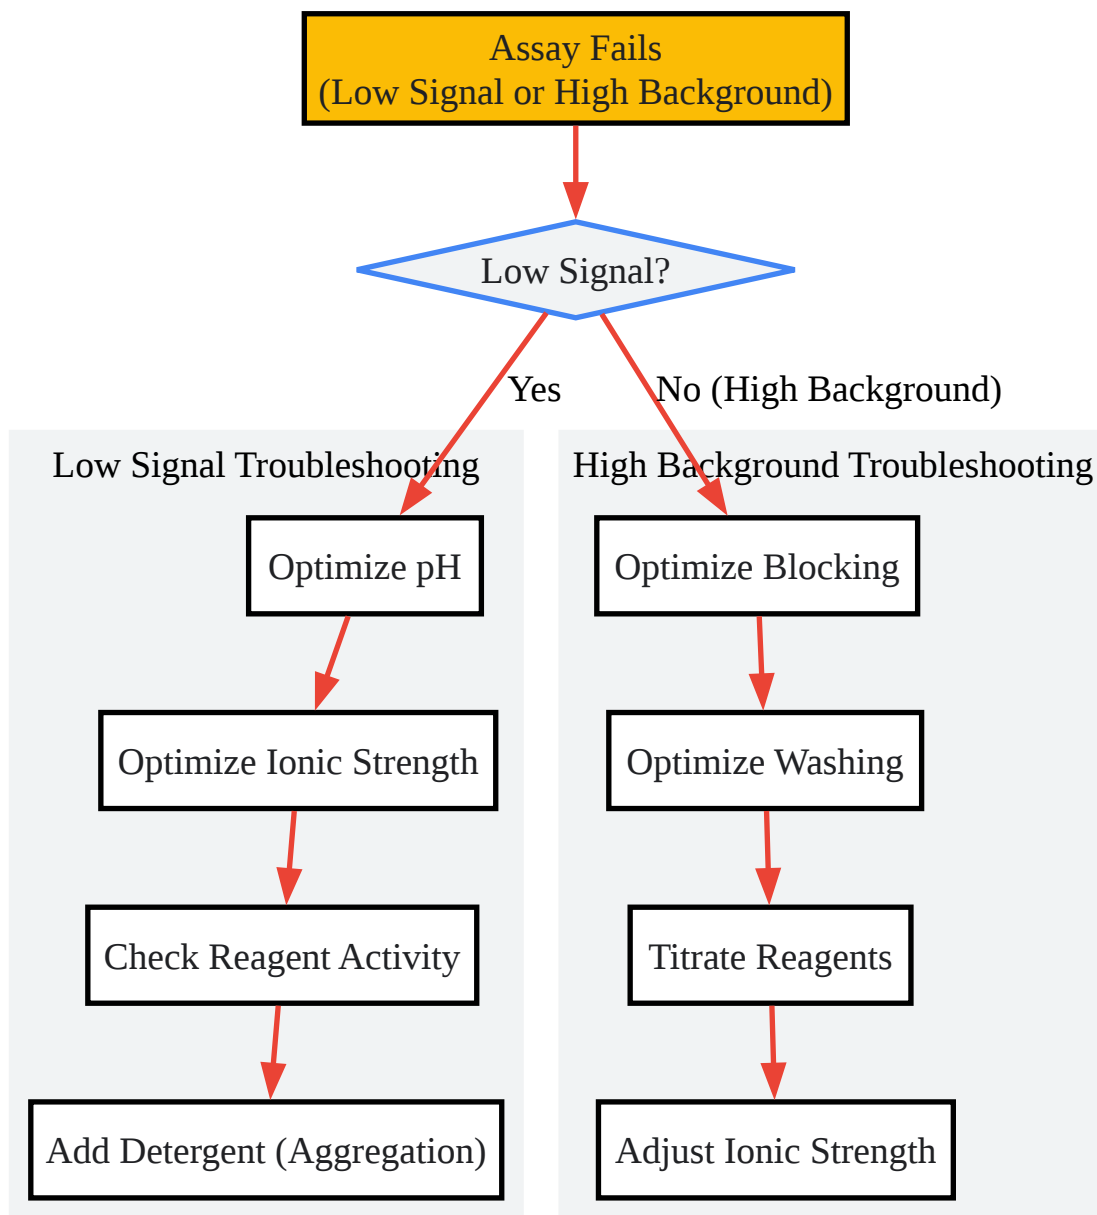 Assay Fails
(Low Signal or High Background)
Low Signal?
Yes
No (High Background)
Low Signal Troubleshooting
Optimize pH
Optimize Ionic Strength
Check Reagent Activity
Add Detergent (Aggregation)
High Background Troubleshooting
Optimize Blocking
Optimize Washing
Titrate Reagents
Adjust Ionic Strength